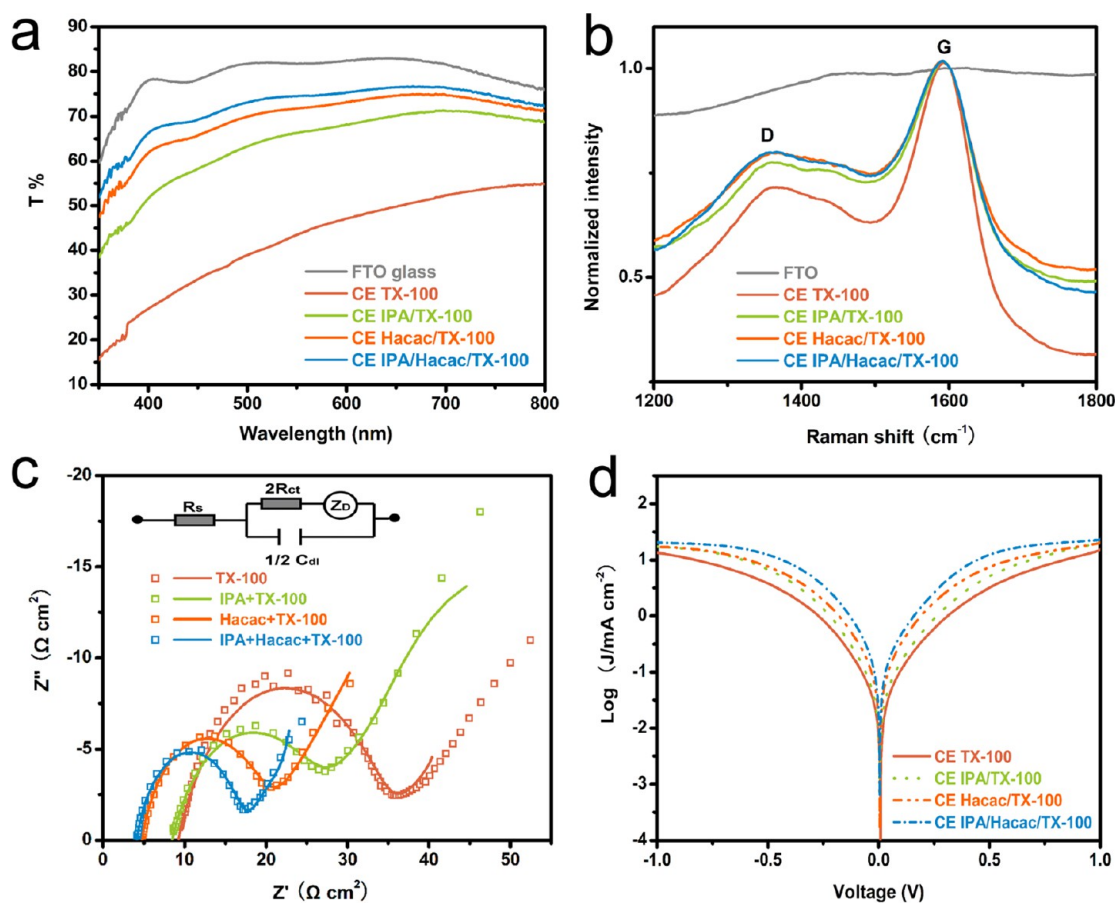 a
90
80
70
60
50
40
30
20
10
T %
FTO glass
CE TX-100
CE IPA/TX-100
CE Hacac/TX-100
CE IPA/Hacac/TX-100
400 500 600 700 800
Wavelength (nm)
b
G
D
1.0
0.5
Normalized intensity
FTO
CE TX-100
CE IPA/TX-100
CE Hacac/TX-100
CE IPA/Hacac/TX-100
1200 1400 1600 1800
Raman shift (cm⁻¹)
c
-20
-15
-10
-5
0
Z'' (Ω cm²)
2Rct
Rs
ZD
1/2 Cdl
TX-100
IPA+TX-100
Hacac+TX-100
IPA+Hacac+TX-100
0 10 20 30 40 50
Z' (Ω cm²)
d
2
1
0
-1
-2
-3
-4
Log (J/mA cm⁻²)
CE TX-100
CE IPA/TX-100
CE Hacac/TX-100
CE IPA/Hacac/TX-100
-1.0 -0.5 0.0 0.5 1.0
Voltage (V)